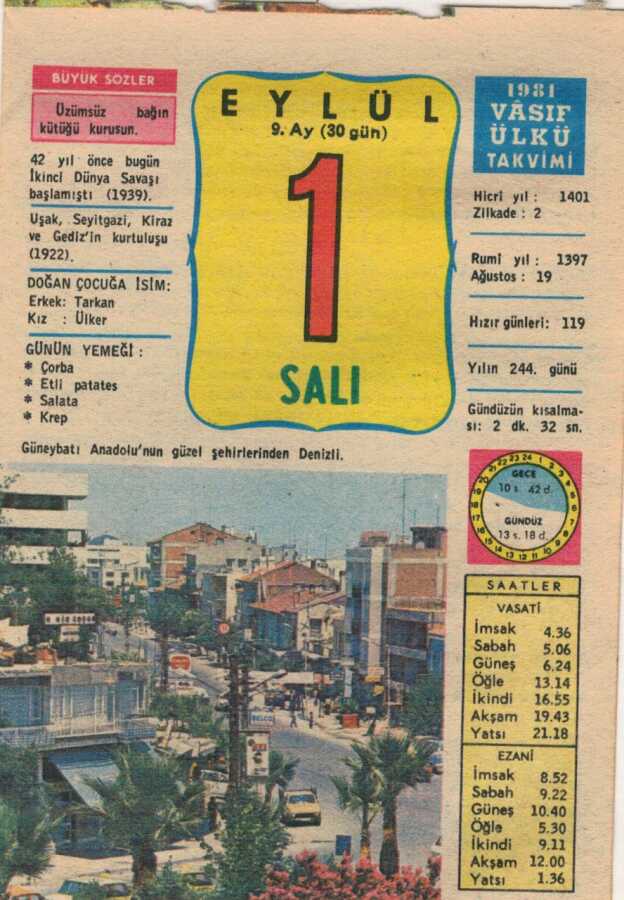 BÜYÜK SÖZLER
Üzümsüz bağın
kütüğü kurusun.
42 yıl önce bugün
İkinci Dünya Savaşı
başlamıştı (1939).
Uşak, Seyitgazi, Kiraz
ve Gediz'in kurtuluşu
(1922).
DOĞAN ÇOCUĞA İSİM:
Erkek: Tarkan
Kız : Ülker
GÜNÜN YEMEĞİ :
* Çorba
* Etli patates
* Salata
* Krep
EYLÜL
9. Ay (30 gün)
1
SALI
1981
VÂSIF
ÜLKÜ
TAKVİMİ
Hicri yıl : 1401
Zilkade : 2
Rumi yıl : 1397
Ağustos : 19
Hızır günleri: 119
Yılın 244. günü
Gündüzün kısalma-
sı: 2 dk. 32 sn.
GECE
10 s. 42 d.
GÜNDÜZ
13 s. 18 d.
Güneybatı Anadolu'nun güzel şehirlerinden Denizli.
BELCO
SAATLER
VASATİ
İmsak 4.36
Sabah 5.06
Güneş 6.24
Öğle 13.14
İkindi 16.55
Akşam 19.43
Yatsı 21.18
EZANİ
İmsak 8.52
Sabah 9.22
Güneş 10.40
Öğle 5.30
İkindi 9.11
Akşam 12.00
Yatsı 1.36